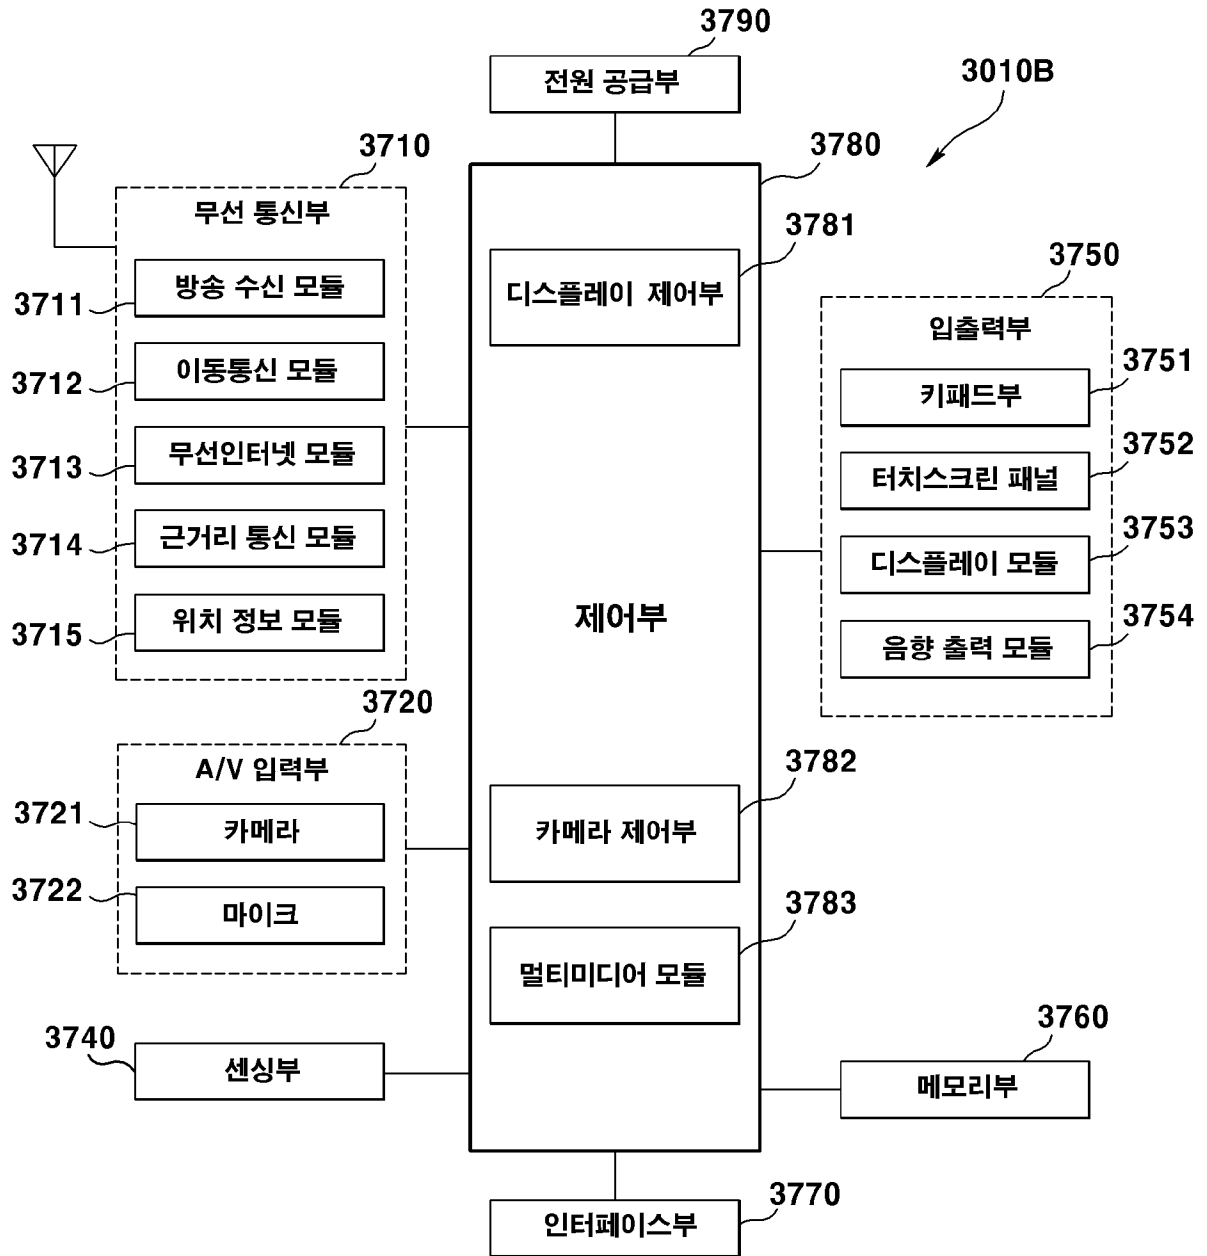 3790
전원 공급부
3010B
3710
무선 통신부
3711
방송 수신 모듈
3712
이동통신 모듈
3713
무선인터넷 모듈
3714
근거리 통신 모듈
3715
위치 정보 모듈
3720
A/V 입력부
3721
카메라
3722
마이크
3740
센싱부
3780
3781
디스플레이 제어부
제어부
3782
카메라 제어부
3783
멀티미디어 모듈
3750
입출력부
3751
키패드부
3752
터치스크린 패널
3753
디스플레이 모듈
3754
음향 출력 모듈
3760
메모리부
3770
인터페이스부